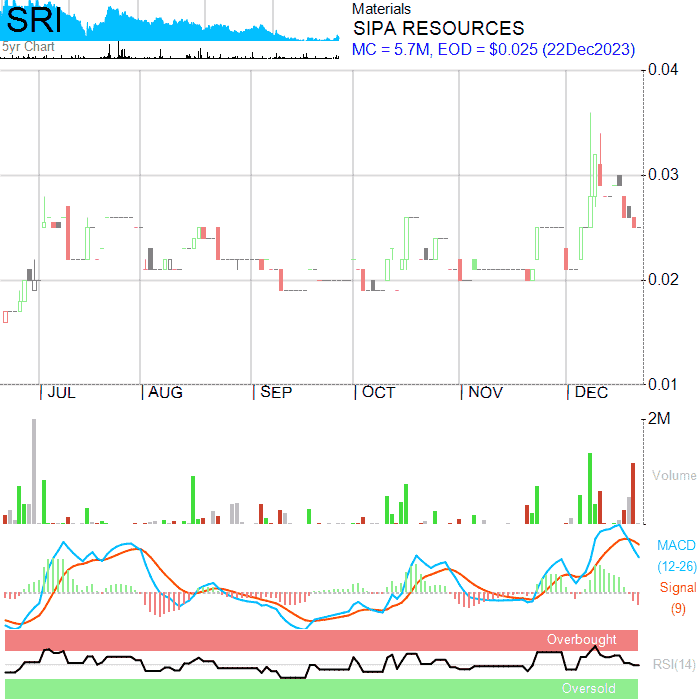 SRI
5yr Chart
Materials
SIPA RESOURCES
MC = 5.7M, EOD = $0.025 (22Dec2023)
0.04
0.03
0.02
0.01
JUL AUG SEP OCT NOV DEC
2M
Volume
MACD
(12-26)
Signal
(9)
Overbought
RSI(14)
Oversold